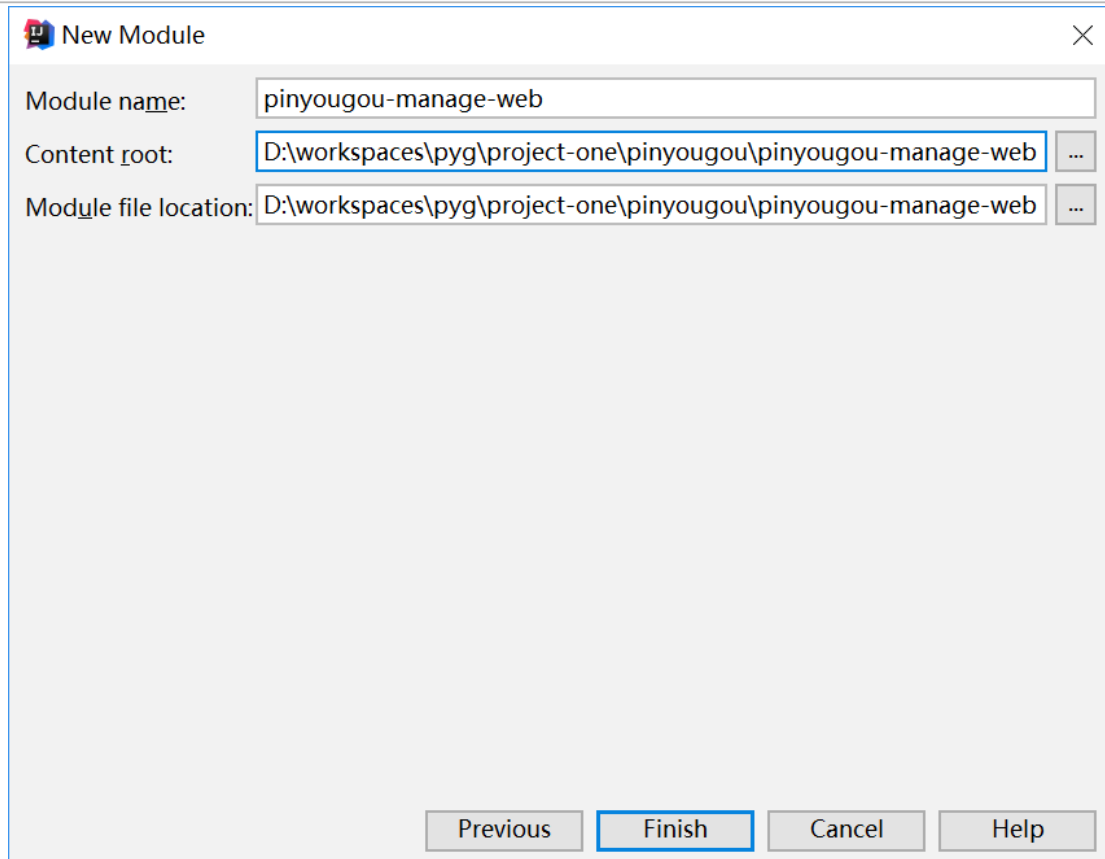 New Module
Module name: pinyougou-manage-web
Content root: D:\workspaces\pyg\project-one\pinyougou\pinyougou-manage-web ...
Module file location: D:\workspaces\pyg\project-one\pinyougou\pinyougou-manage-web ...
Previous Finish Cancel Help